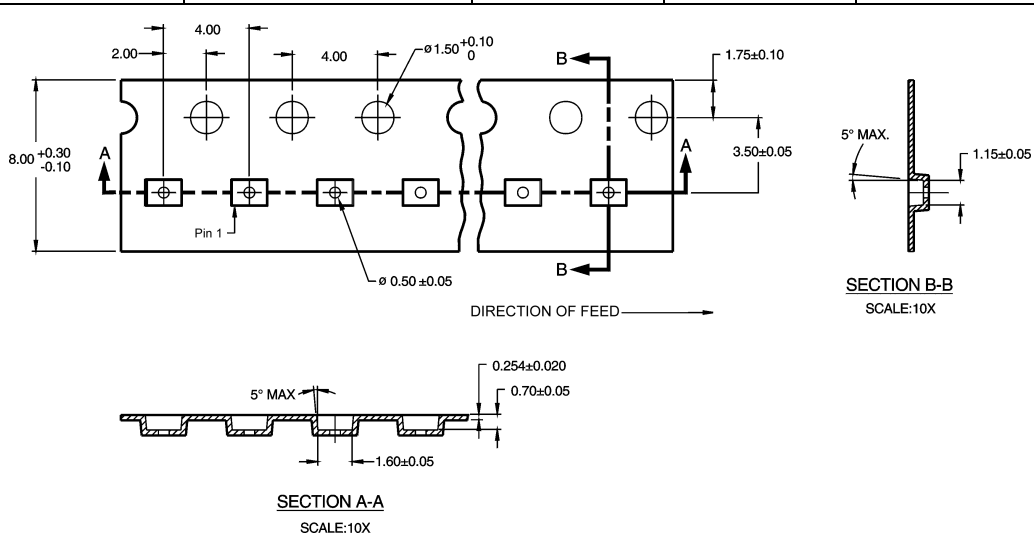 4.00
2.00
4.00
ø1.50 +0.10
0
B
1.75±0.10
8.00 +0.30
-0.10
A
A
3.50±0.05
5° MAX.
1.15±0.05
Pin 1
B
ø 0.50 ±0.05
SECTION B-B
SCALE:10X
DIRECTION OF FEED
0.254±0.020
5° MAX
0.70±0.05
1.60±0.05
SECTION A-A
SCALE:10X